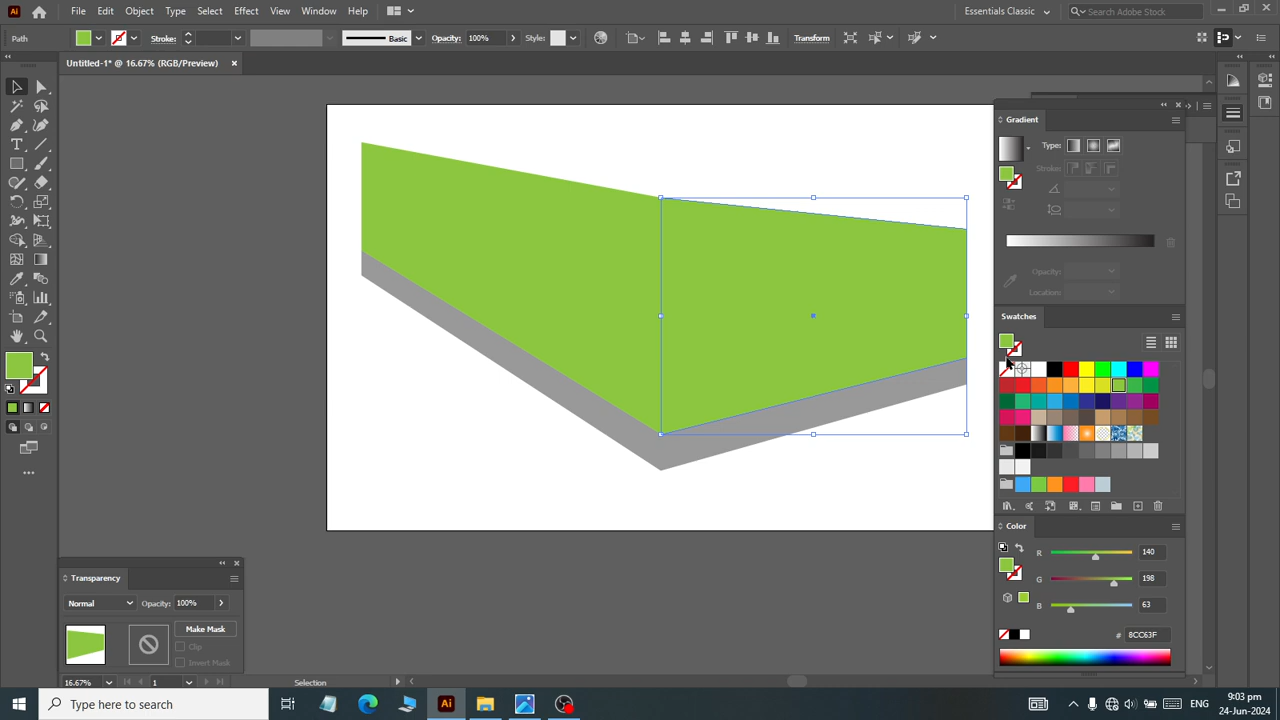 Ai File Edit Object Type Select Effect View Window Help Essentials Classic Search Adobe Stock
Path Stroke: Basic Opacity: 100% Style: Transform
Untitled-1* @ 16.67% (RGB/Preview)
Gradient
Type:
Stroke:
Opacity:
Location:
Swatches
Color
R 140
G 198
B 63
# 8CC63F
Transparency
Normal Opacity: 100%
Make Mask
Clip
Invert Mask
16.67% 1 Selection
Type here to search
Ai
9:03 pm
24-Jun-2024